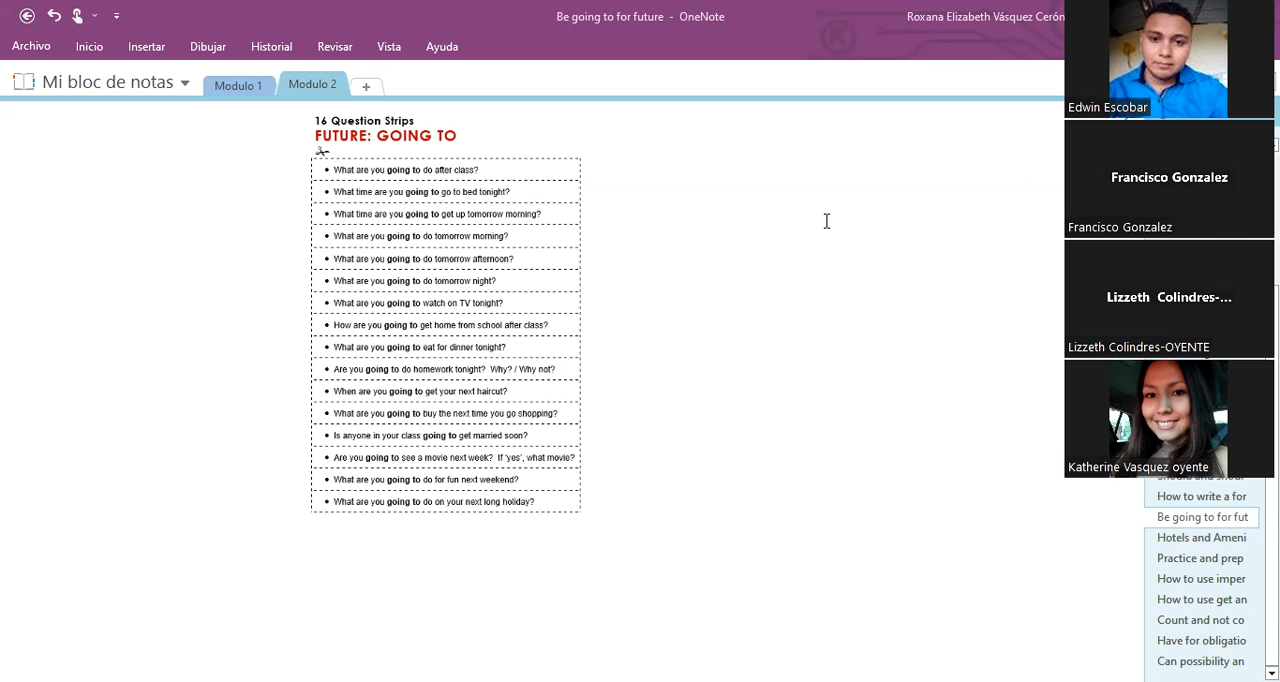 Be going to for future - OneNote
Roxana Elizabeth Vásquez Cerón
Archivo
Inicio
Insertar
Dibujar
Historial
Revisar
Vista
Ayuda
Mi bloc de notas
Modulo 1
Modulo 2
16 Question Strips
FUTURE: GOING TO
• What are you going to do after class?
• What time are you going to go to bed tonight?
• What time are you going to get up tomorrow morning?
• What are you going to do tomorrow morning?
• What are you going to do tomorrow afternoon?
• What are you going to do tomorrow night?
• What are you going to watch on TV tonight?
• How are you going to get home from school after class?
• What are you going to eat for dinner tonight?
• Are you going to do homework tonight? Why? / Why not?
• When are you going to get your next haircut?
• What are you going to buy the next time you go shopping?
• Is anyone in your class going to get married soon?
• Are you going to see a movie next week? If 'yes', what movie?
• What are you going to do for fun next weekend?
• What are you going to do on your next long holiday?
Edwin Escobar
Francisco Gonzalez
Francisco Gonzalez
Lizzeth Colindres-...
Lizzeth Colindres-OYENTE
Katherine Vasquez oyente
How to write a for
Be going to for fut
Hotels and Ameni
Practice and prep
How to use imper
How to use get an
Count and not co
Have for obligatio
Can possibility an